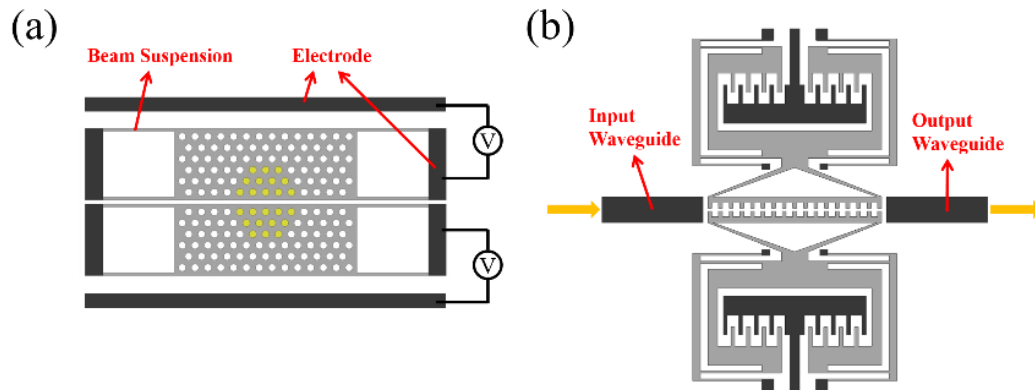 (a)
Beam Suspension
Electrode
V
V
(b)
Input
Waveguide
Output
Waveguide